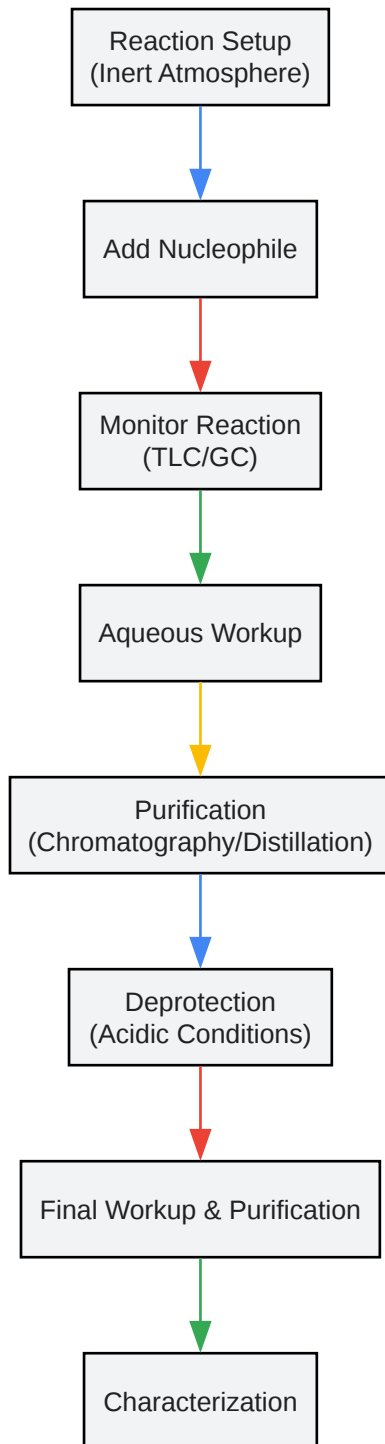 Reaction Setup
(Inert Atmosphere)
Add Nucleophile
Monitor Reaction
(TLC/GC)
Aqueous Workup
Purification
(Chromatography/Distillation)
Deprotection
(Acidic Conditions)
Final Workup & Purification
Characterization